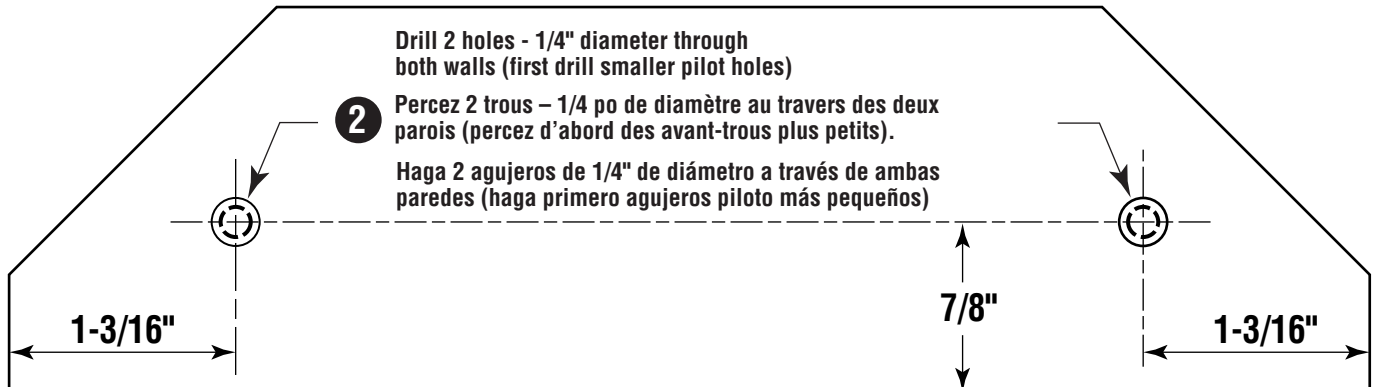 Drill 2 holes - 1/4" diameter through
both walls (first drill smaller pilot holes)
2
Percez 2 trous – 1/4 po de diamètre au travers des deux
parois (percez d’abord des avant-trous plus petits).
Haga 2 agujeros de 1/4" de diámetro a través de ambas
paredes (haga primero agujeros piloto más pequeños)
7/8"
1-3/16"
1-3/16"